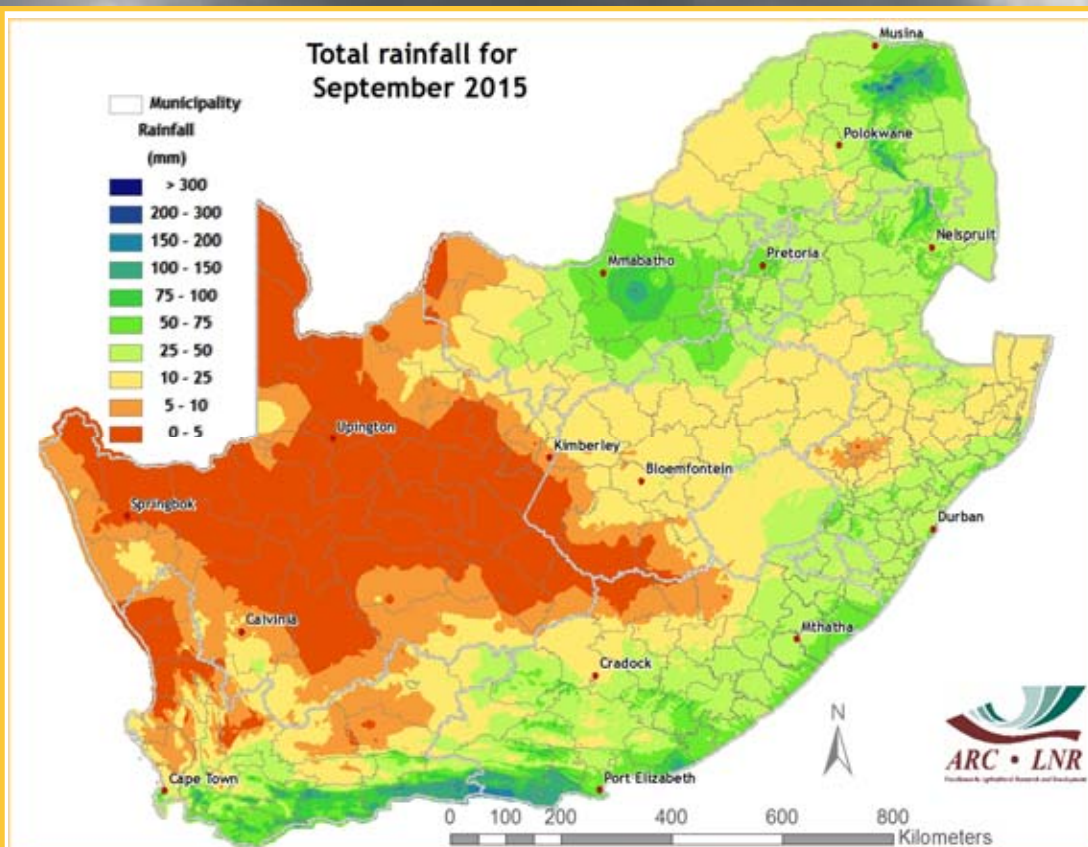 Total rainfall for
September 2015
Municipality
Rainfall
(mm)
> 300
200 - 300
150 - 200
100 - 150
75 - 100
50 - 75
25 - 50
10 - 25
5 - 10
0 - 5
Musina
Polokwane
Nelspruit
Pretoria
Mmabatho
Upington
Kimberley
Bloemfontein
Springbok
Durban
Calvinia
Mthatha
Cradock
Cape Town
Port Elizabeth
N
ARC • LNR
0 100 200 400 600 800
Kilometers